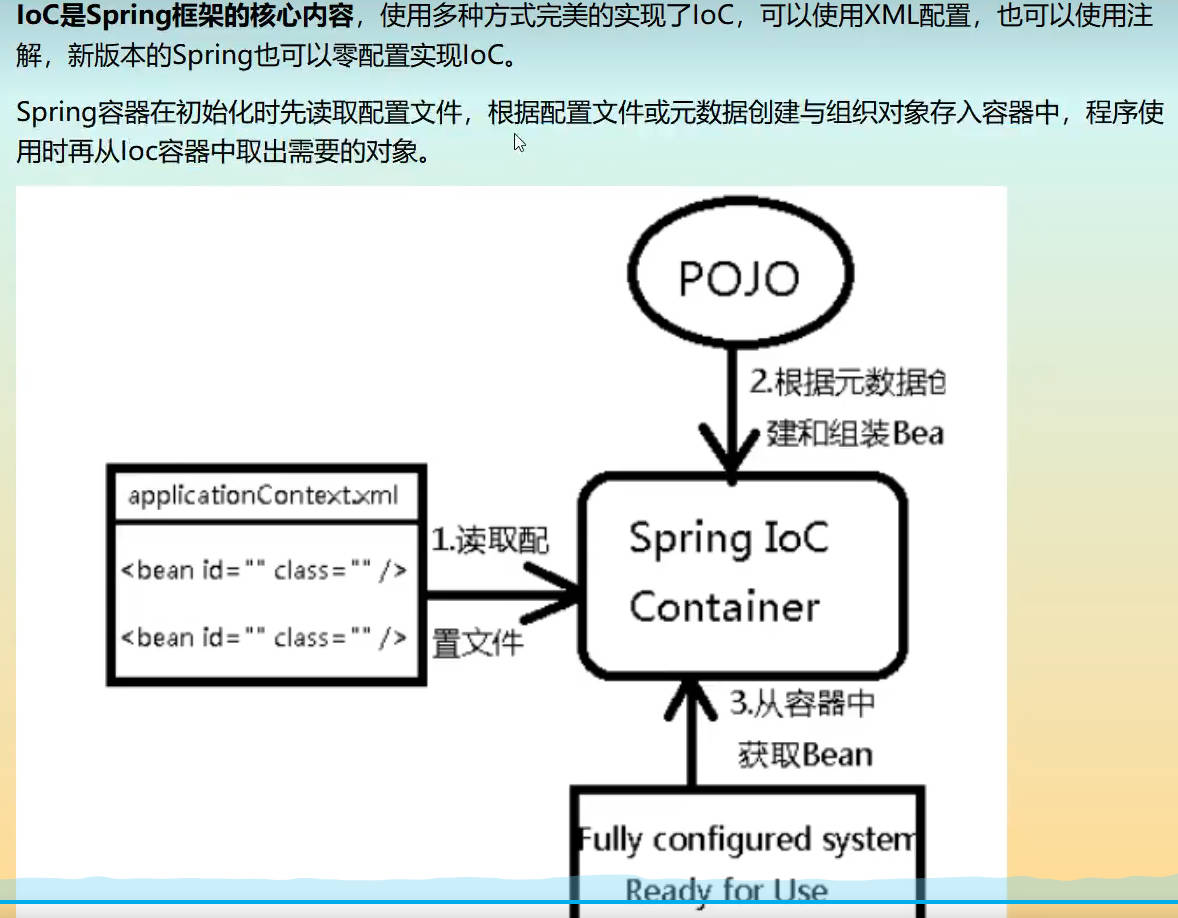 IoC是Spring框架的核心内容，使用多种方式完美的实现了IoC，可以使用XML配置，也可以使用注
解，新版本的Spring也可以零配置实现IoC。
Spring容器在初始化时先读取配置文件，根据配置文件或元数据创建与组织对象存入容器中，程序使
用时再从Ioc容器中取出需要的对象。
POJO
2.根据元数据创
建和组装Bea
applicationContext.xml
<bean id="" class="" />
<bean id="" class="" />
1.读取配
置文件
Spring IoC
Container
3.从容器中
获取Bean
Fully configured system
Ready for Use